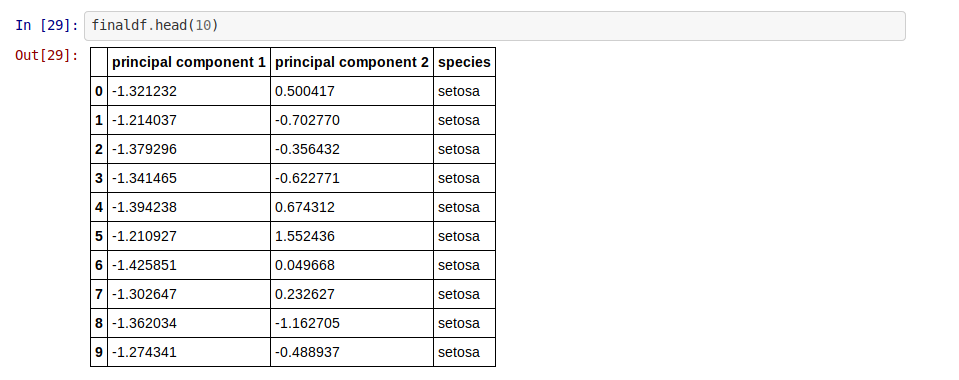 In [29]: finaldf.head(10)
Out[29]:
principal component 1 principal component 2 species
0 -1.321232 0.500417 setosa
1 -1.214037 -0.702770 setosa
2 -1.379296 -0.356432 setosa
3 -1.341465 -0.622771 setosa
4 -1.394238 0.674312 setosa
5 -1.210927 1.552436 setosa
6 -1.425851 0.049668 setosa
7 -1.302647 0.232627 setosa
8 -1.362034 -1.162705 setosa
9 -1.274341 -0.488937 setosa